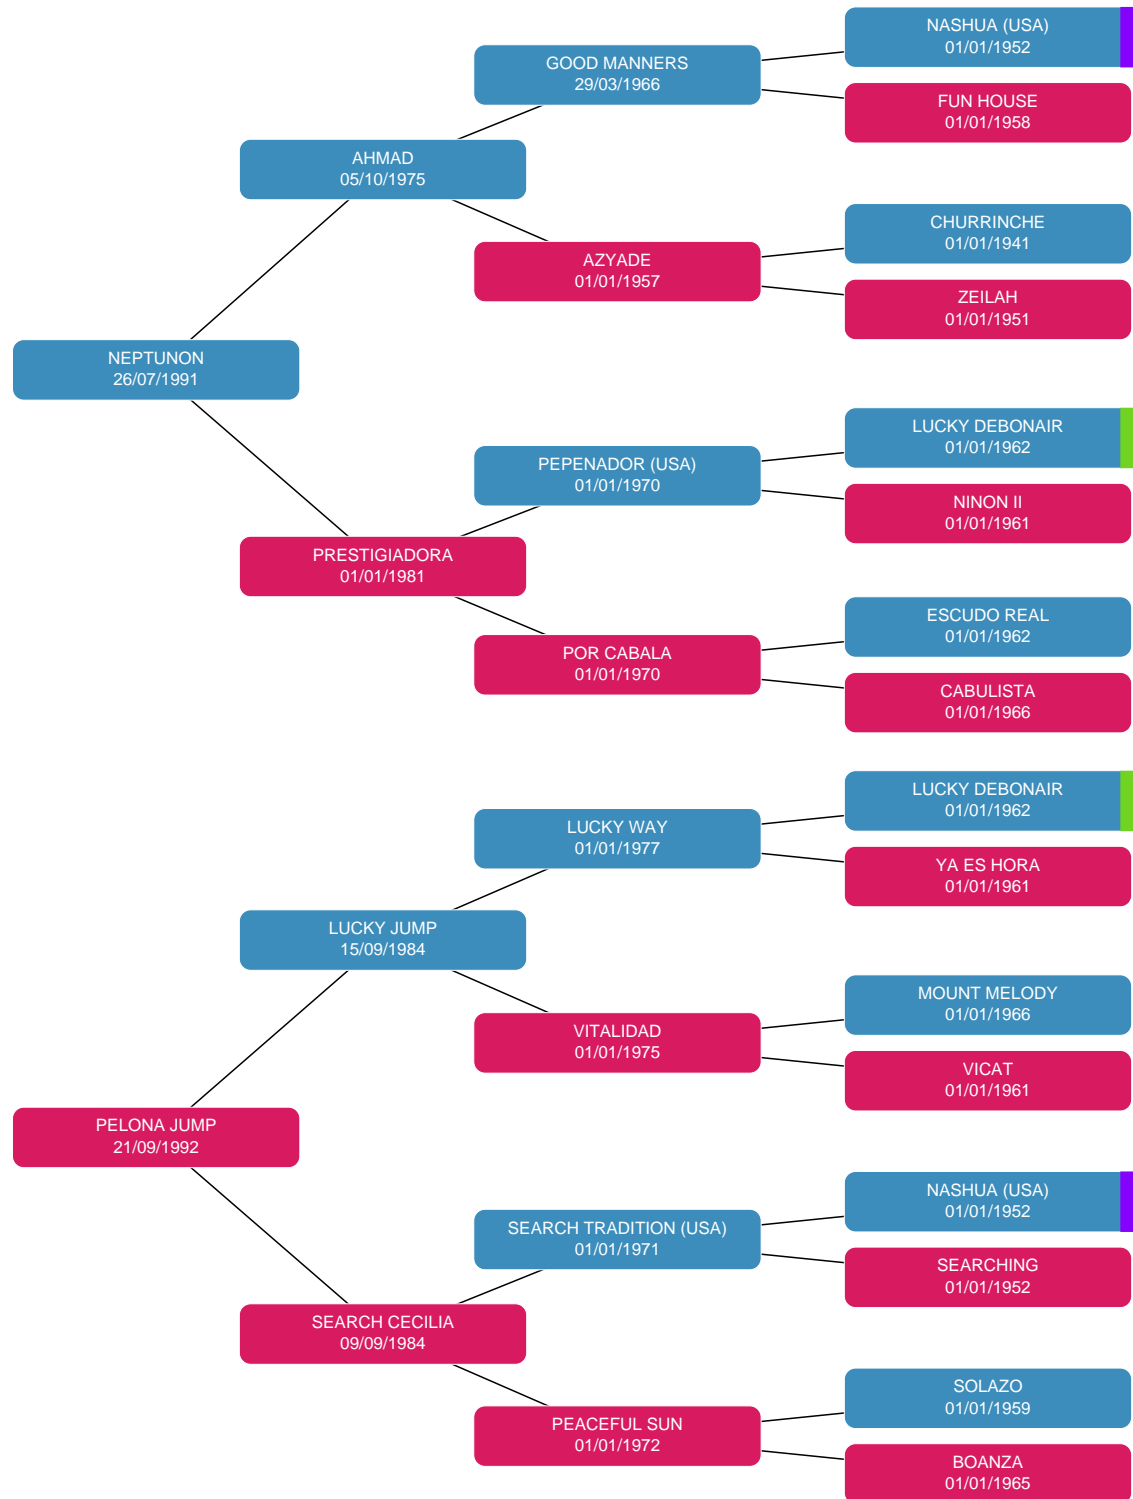 NASHUA (USA)
01/01/1952
GOOD MANNERS
29/03/1966
FUN HOUSE
01/01/1958
AHMAD
05/10/1975
CHURRINCHE
01/01/1941
AZYADE
01/01/1957
ZEILAH
01/01/1951
NEPTUNON
26/07/1991
LUCKY DEBONAIR
01/01/1962
PEPENADOR (USA)
01/01/1970
NINON II
01/01/1961
PRESTIGIADORA
01/01/1981
ESCUDO REAL
01/01/1962
POR CABALA
01/01/1970
CABULISTA
01/01/1966
LUCKY DEBONAIR
01/01/1962
LUCKY WAY
01/01/1977
YA ES HORA
01/01/1961
LUCKY JUMP
15/09/1984
MOUNT MELODY
01/01/1966
VITALIDAD
01/01/1975
VICAT
01/01/1961
PELONA JUMP
21/09/1992
NASHUA (USA)
01/01/1952
SEARCH TRADITION (USA)
01/01/1971
SEARCHING
01/01/1952
SEARCH CECILIA
09/09/1984
SOLAZO
01/01/1959
PEACEFUL SUN
01/01/1972
BOANZA
01/01/1965